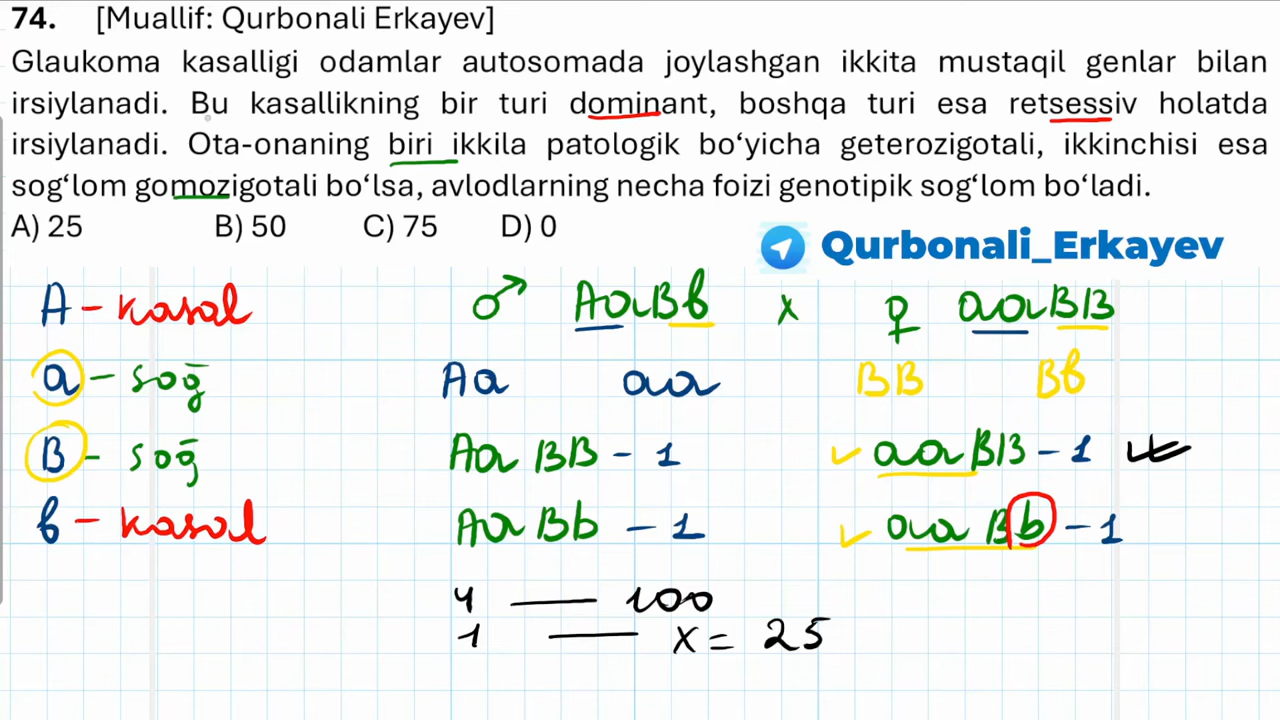 74. [Muallif: Qurbonali Erkayev]
Glaukoma kasalligi odamlar autosomada joylashgan ikkita mustaqil genlar bilan
irsiylanadi. Bu kasallikning bir turi dominant, boshqa turi esa retsessiv holatda
irsiylanadi. Ota-onaning biri ikkila patologik bo‘yicha geterozigotali, ikkinchisi esa
sog‘lom gomozigotali bo‘lsa, avlodlarning necha foizi genotipik sog‘lom bo‘ladi.
A) 25 B) 50 C) 75 D) 0
Qurbonali_Erkayev
A - kasal ♂ AaBb x ♀ aaBB
a - soḡ Aa aa BB Bb
B - soḡ AaBB - 1 aaBB - 1
b - kasal AaBb - 1 aaBb - 1
4 — 100
1 — x = 25